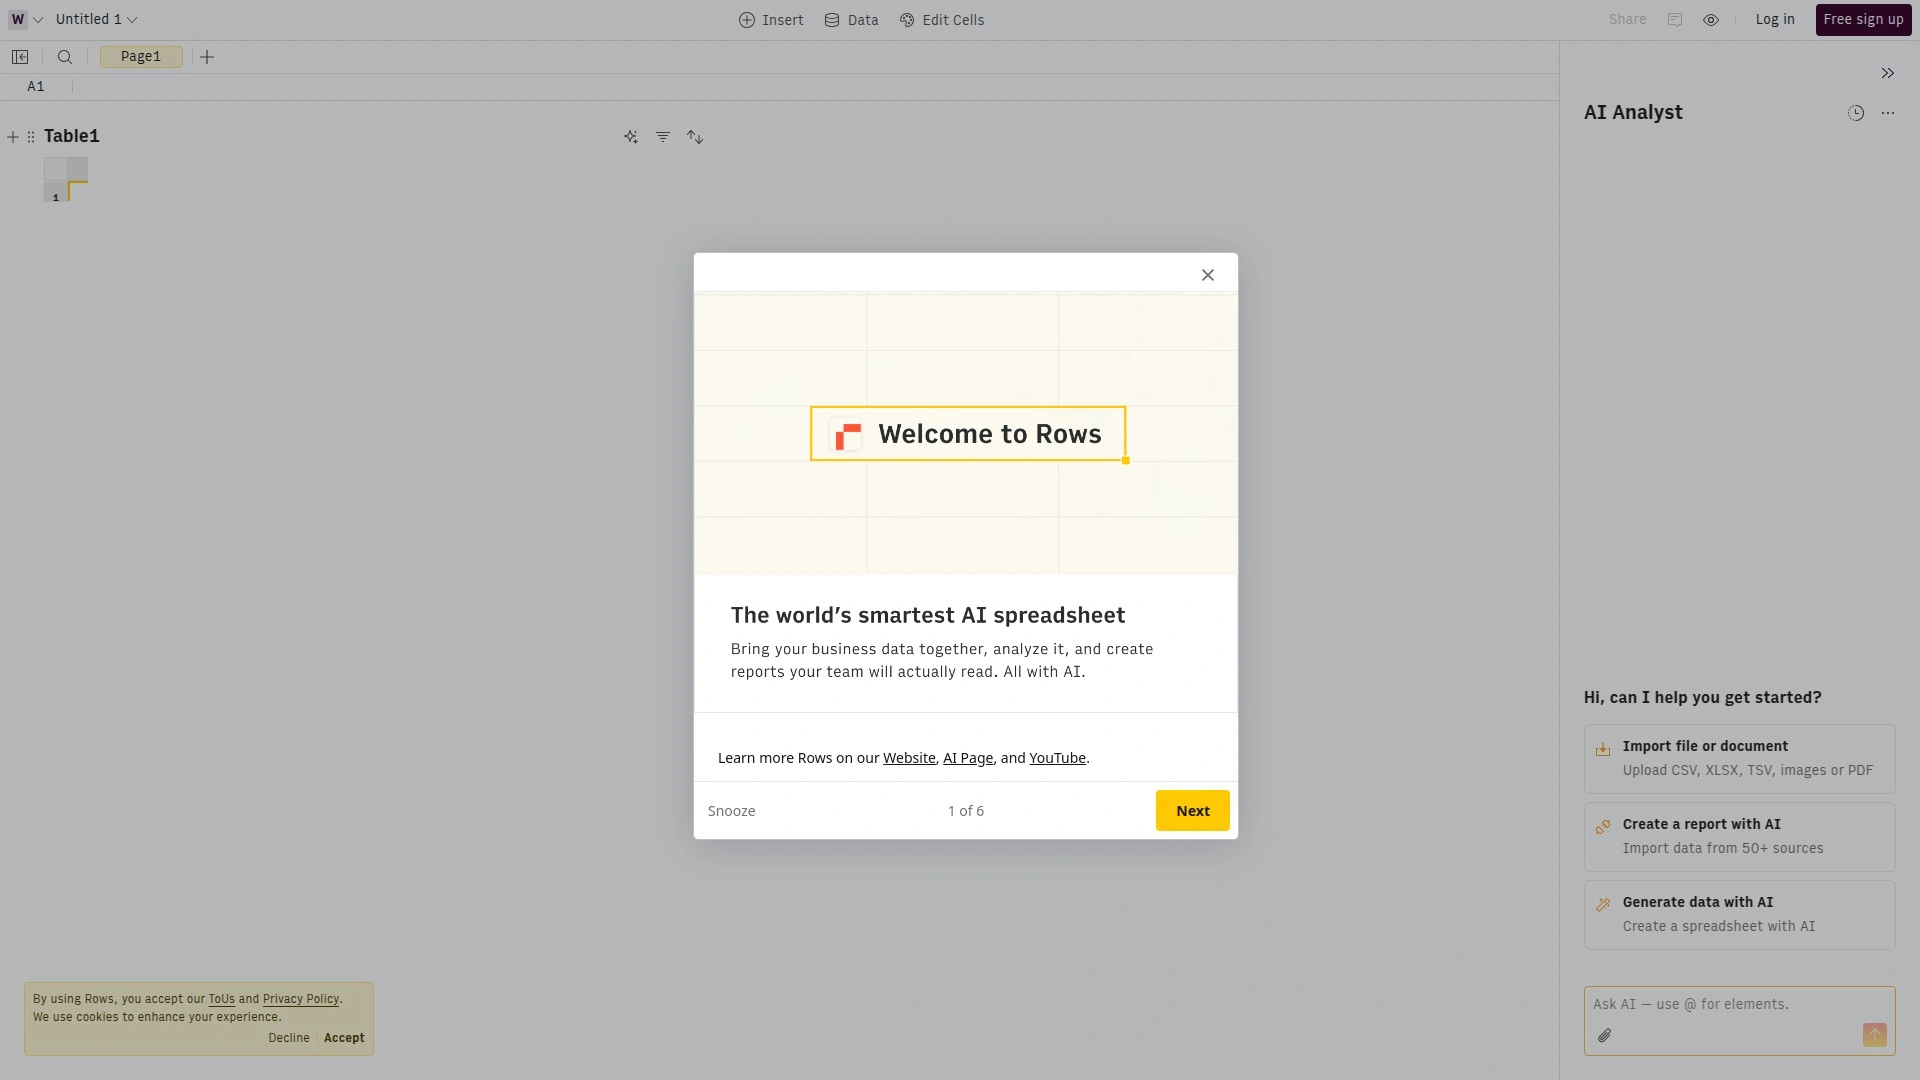 W
Untitled 1
Insert
Data
Edit Cells
Share
Log in
Free sign up
Page1
A1
Table1
1
Welcome to Rows
The world’s smartest AI spreadsheet
Bring your business data together, analyze it, and create
reports your team will actually read. All with AI.
Learn more Rows on our Website, AI Page, and YouTube.
Snooze
1 of 6
Next
AI Analyst
Hi, can I help you get started?
Import file or document
Upload CSV, XLSX, TSV, images or PDF
Create a report with AI
Import data from 50+ sources
Generate data with AI
Create a spreadsheet with AI
Ask AI — use @ for elements.
By using Rows, you accept our ToUs and Privacy Policy.
We use cookies to enhance your experience.
Decline
Accept